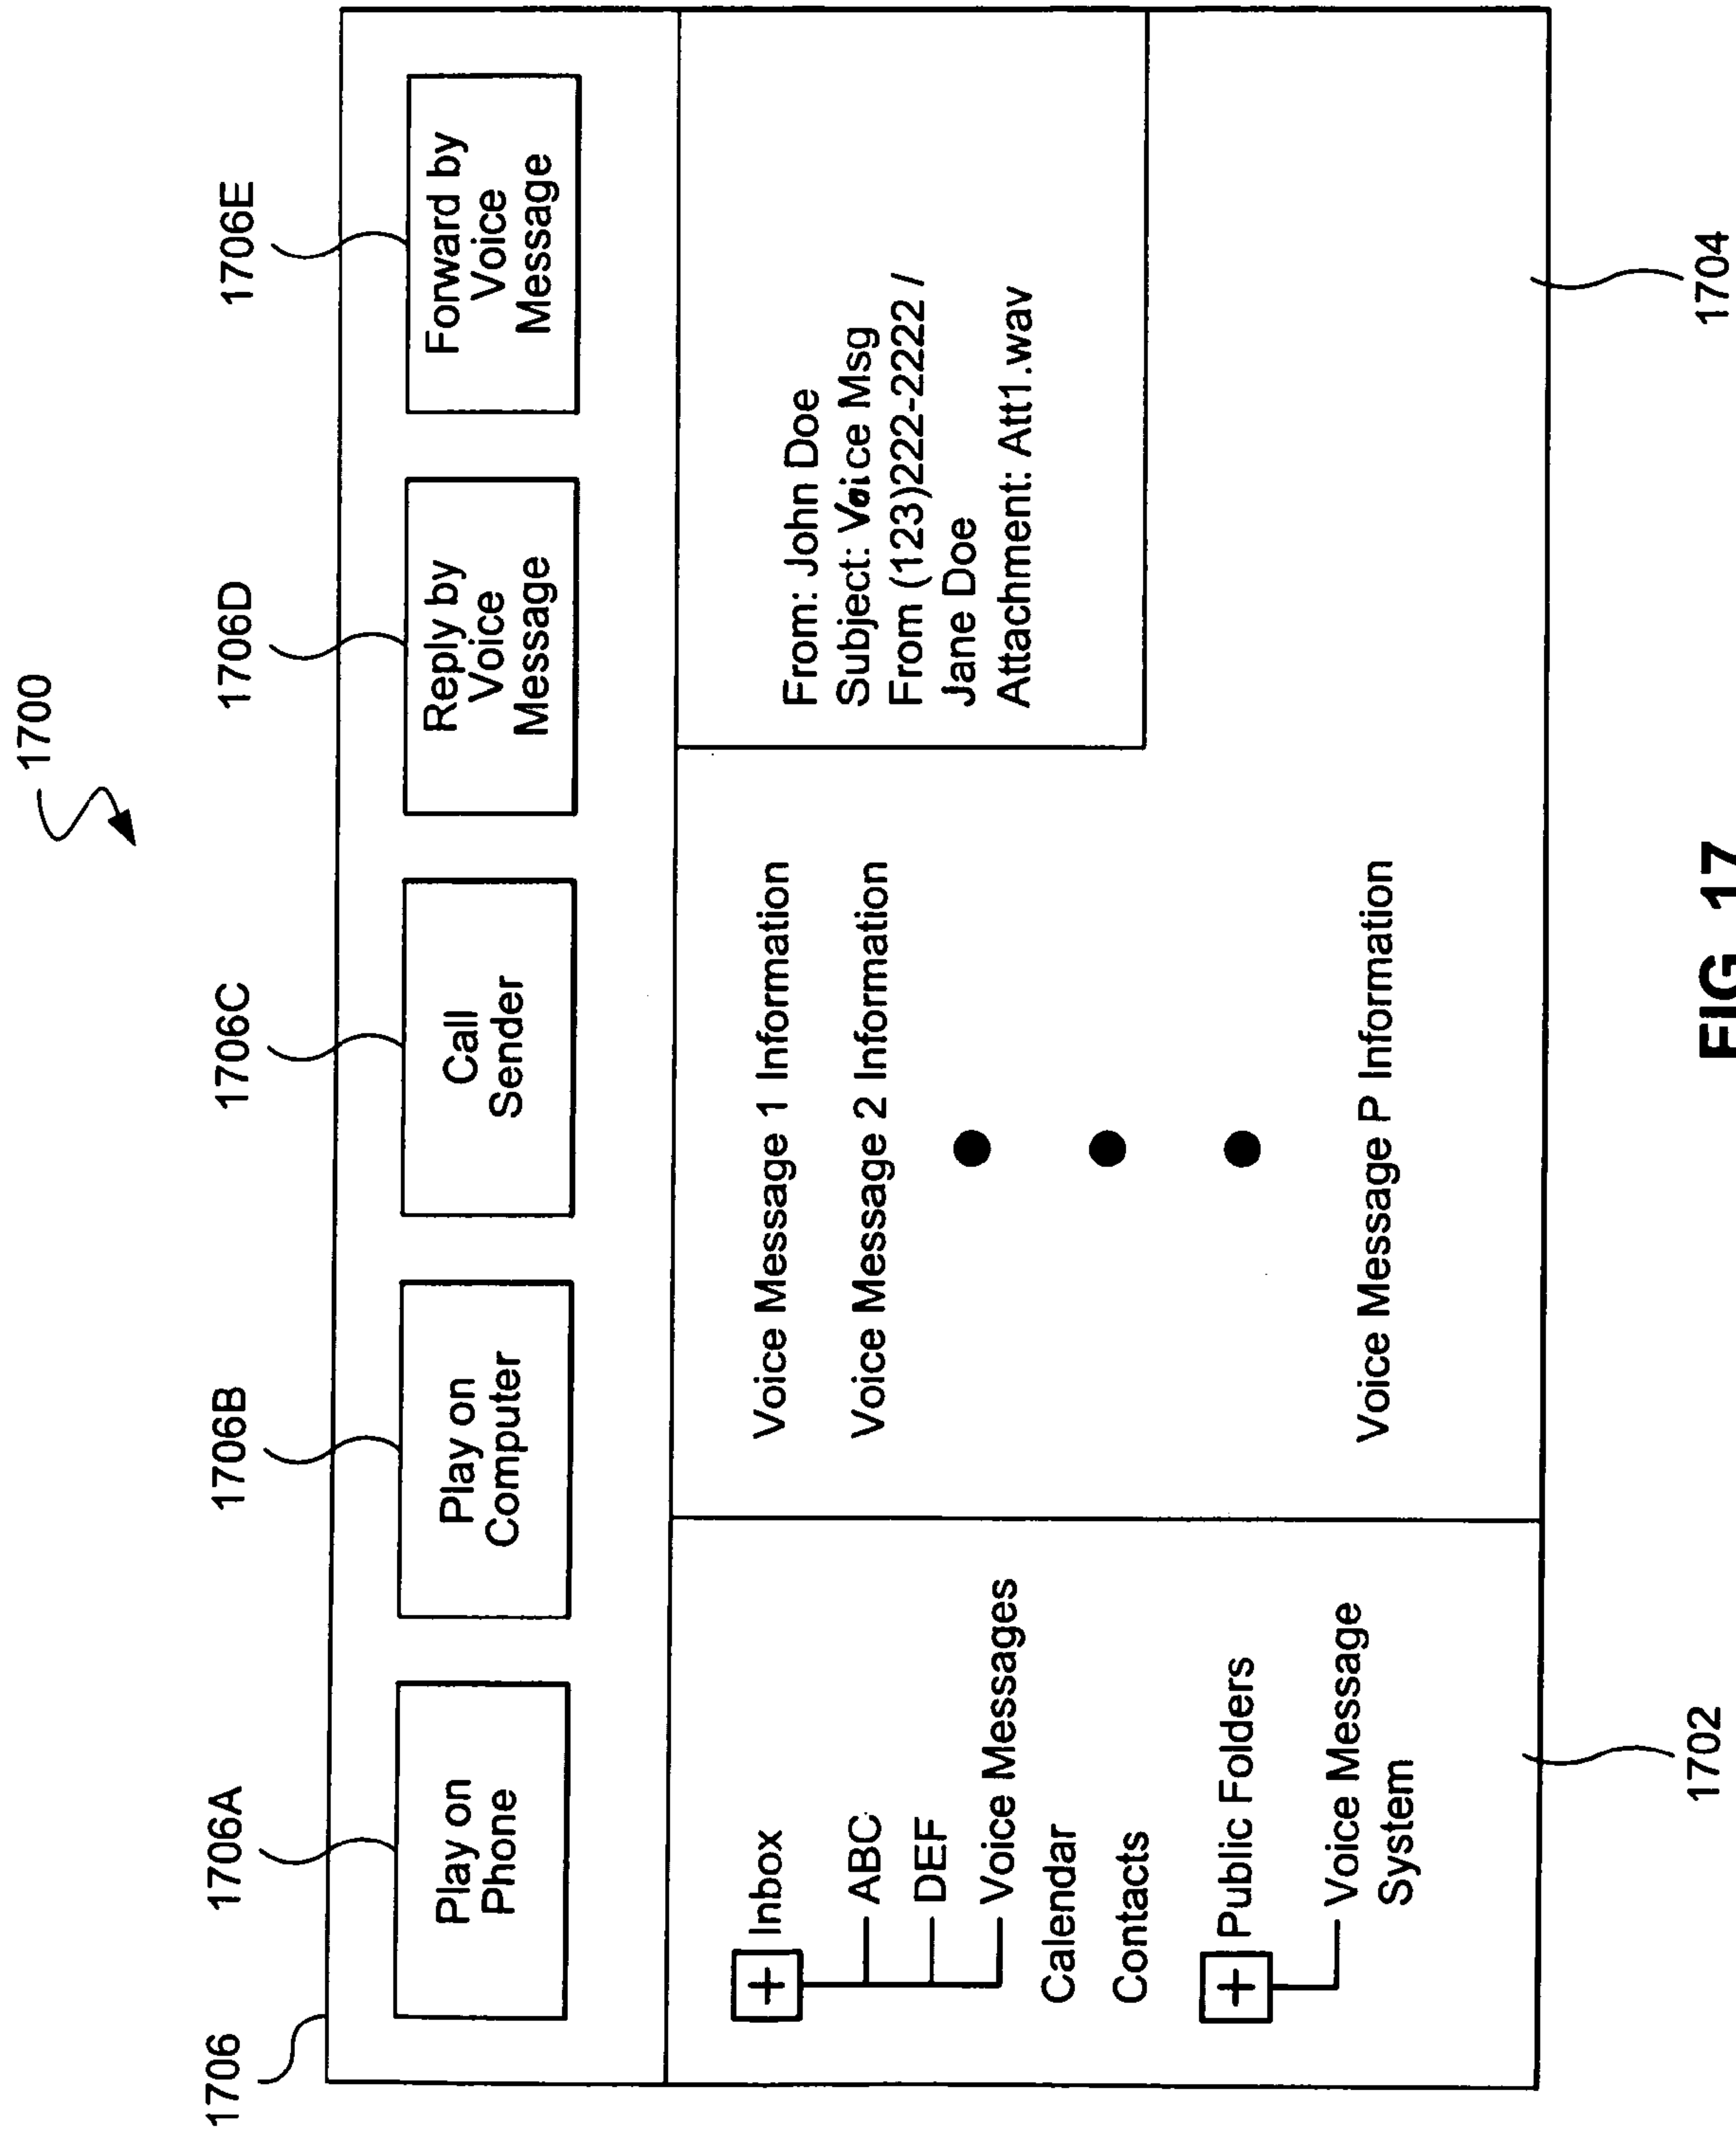 1700
1706
1706A
1706B
1706C
1706D
1706E
Play on
Phone
Play on
Computer
Call
Sender
Reply by
Voice
Message
Forward by
Voice
Message
Inbox
ABC
DEF
Voice Messages
Calendar
Contacts
Public Folders
Voice Message
System
Voice Message 1 Information
Voice Message 2 Information
Voice Message P Information
From: John Doe
Subject: Voice Msg
From (123)222-2222 /
Jane Doe
Attachment: Att1.wav
1702
1704
FIG. 17